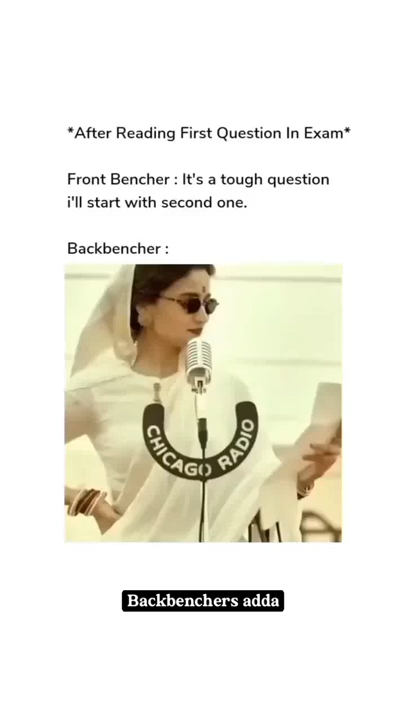 *After Reading First Question In Exam*
Front Bencher : It's a tough question
i'll start with second one.
Backbencher :
CHICAGO RADIO
Backbenchers adda